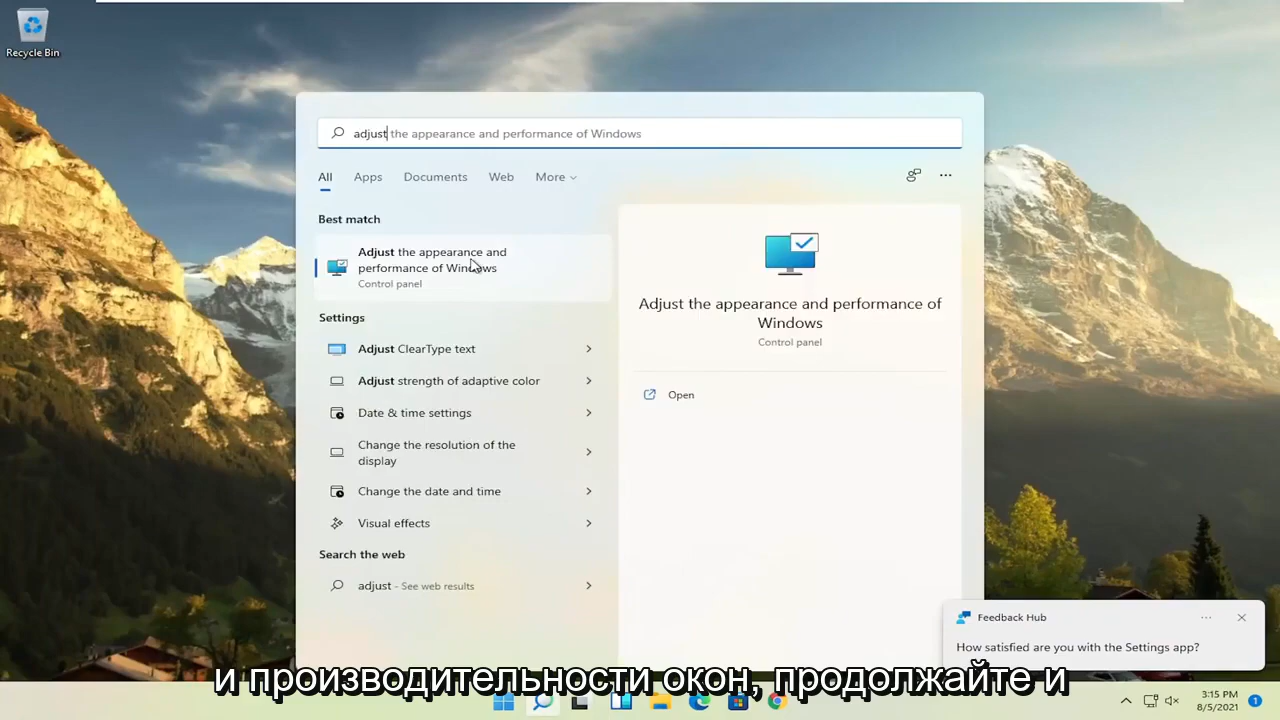 Recycle Bin
adjust the appearance and performance of Windows
All Apps Documents Web More
Best match
Adjust the appearance and
performance of Windows
Control panel
Settings
Adjust ClearType text
Adjust strength of adaptive color
Date & time settings
Change the resolution of the
display
Change the date and time
Visual effects
Search the web
adjust - See web results
Adjust the appearance and performance of
Windows
Control panel
Open
Feedback Hub
How satisfied are you with the Settings app?
и производительности окон, продолжайте и
3:15 PM
8/5/2021
1